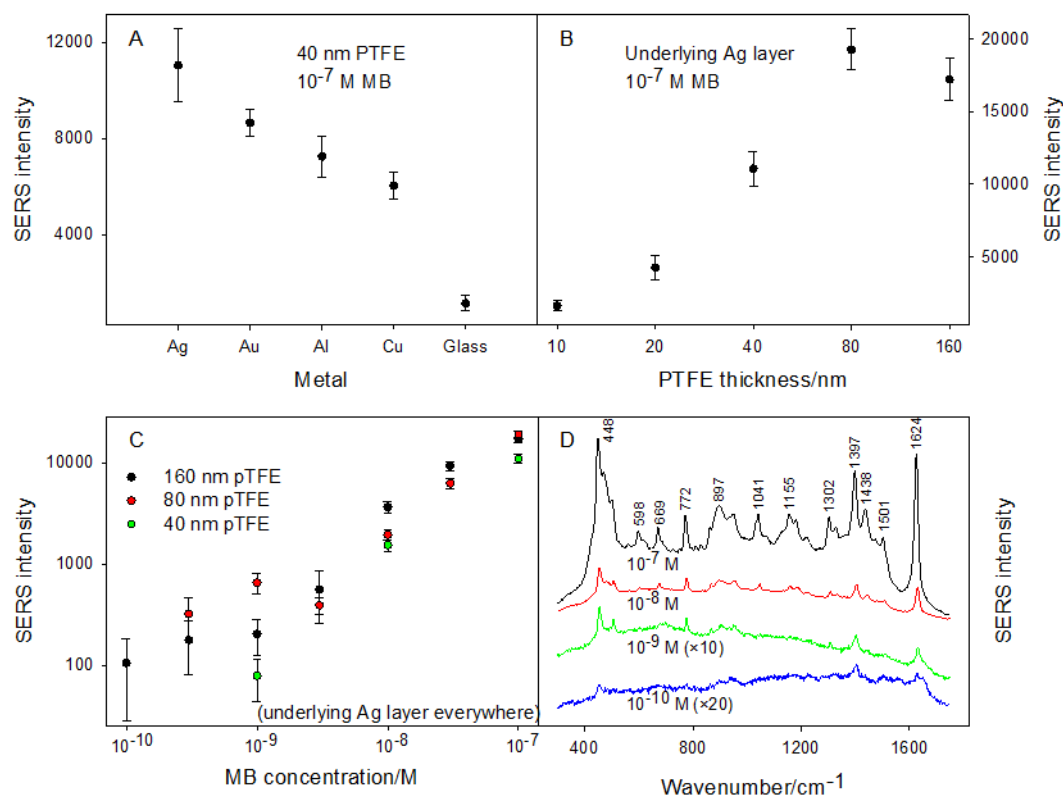 A
40 nm PTFE
10⁻⁷ M MB
12000
8000
4000
SERS intensity
Ag Au Al Cu Glass
Metal
B
Underlying Ag layer
10⁻⁷ M MB
20000
15000
10000
5000
SERS intensity
10 20 40 80 160
PTFE thickness/nm
C
160 nm pTFE
80 nm pTFE
40 nm pTFE
10000
1000
100
SERS intensity
(underlying Ag layer everywhere)
10⁻¹⁰ 10⁻⁹ 10⁻⁸ 10⁻⁷
MB concentration/M
D
448 598 669 772 897 1041 1155 1302 1397 1438 1501 1624
10⁻⁷ M
10⁻⁸ M
10⁻⁹ M (×10)
10⁻¹⁰ M (×20)
SERS intensity
400 800 1200 1600
Wavenumber/cm⁻¹